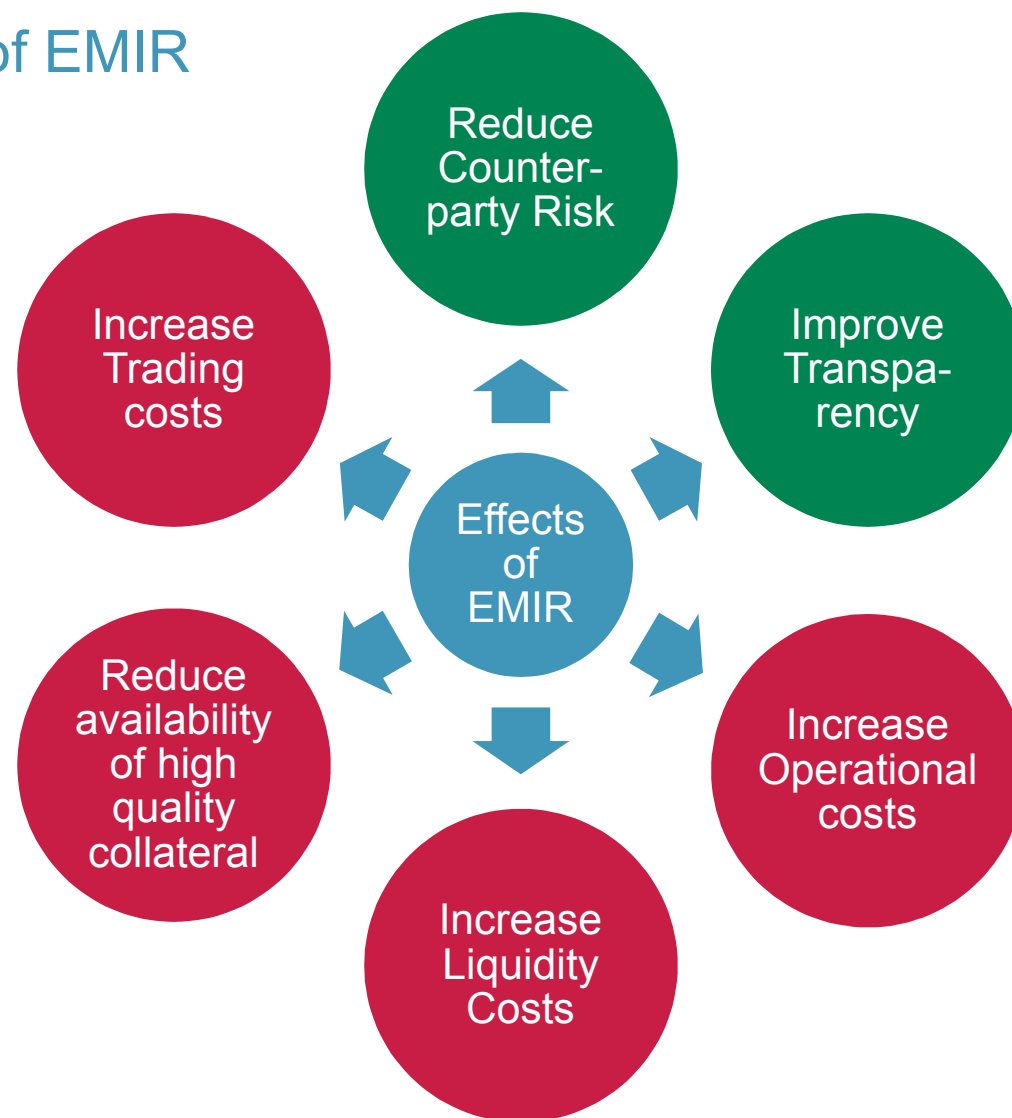 of EMIR
Reduce
Counter-
party Risk
Improve
Transpa-
rency
Increase
Operational
costs
Increase
Liquidity
Costs
Reduce
availability
of high
quality
collateral
Increase
Trading
costs
Effects
of
EMIR